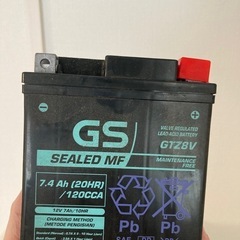 VALVE REGULATED
LEAD-ACID BATTERY
GTZ8V
MAINTENANCE
FREE
GS
SEALED MF
7.4 Ah (20HR)
/120CCA
12V 7Ah/10HR
CHARGING METHOD
(METODE PENGISIAN)
Pb Pb